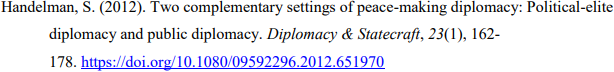 Handelman, S. (2012). Two complementary settings of peace-making diplomacy: Political-elite
diplomacy and public diplomacy. Diplomacy & Statecraft, 23(1), 162-
178. https://doi.org/10.1080/09592296.2012.651970